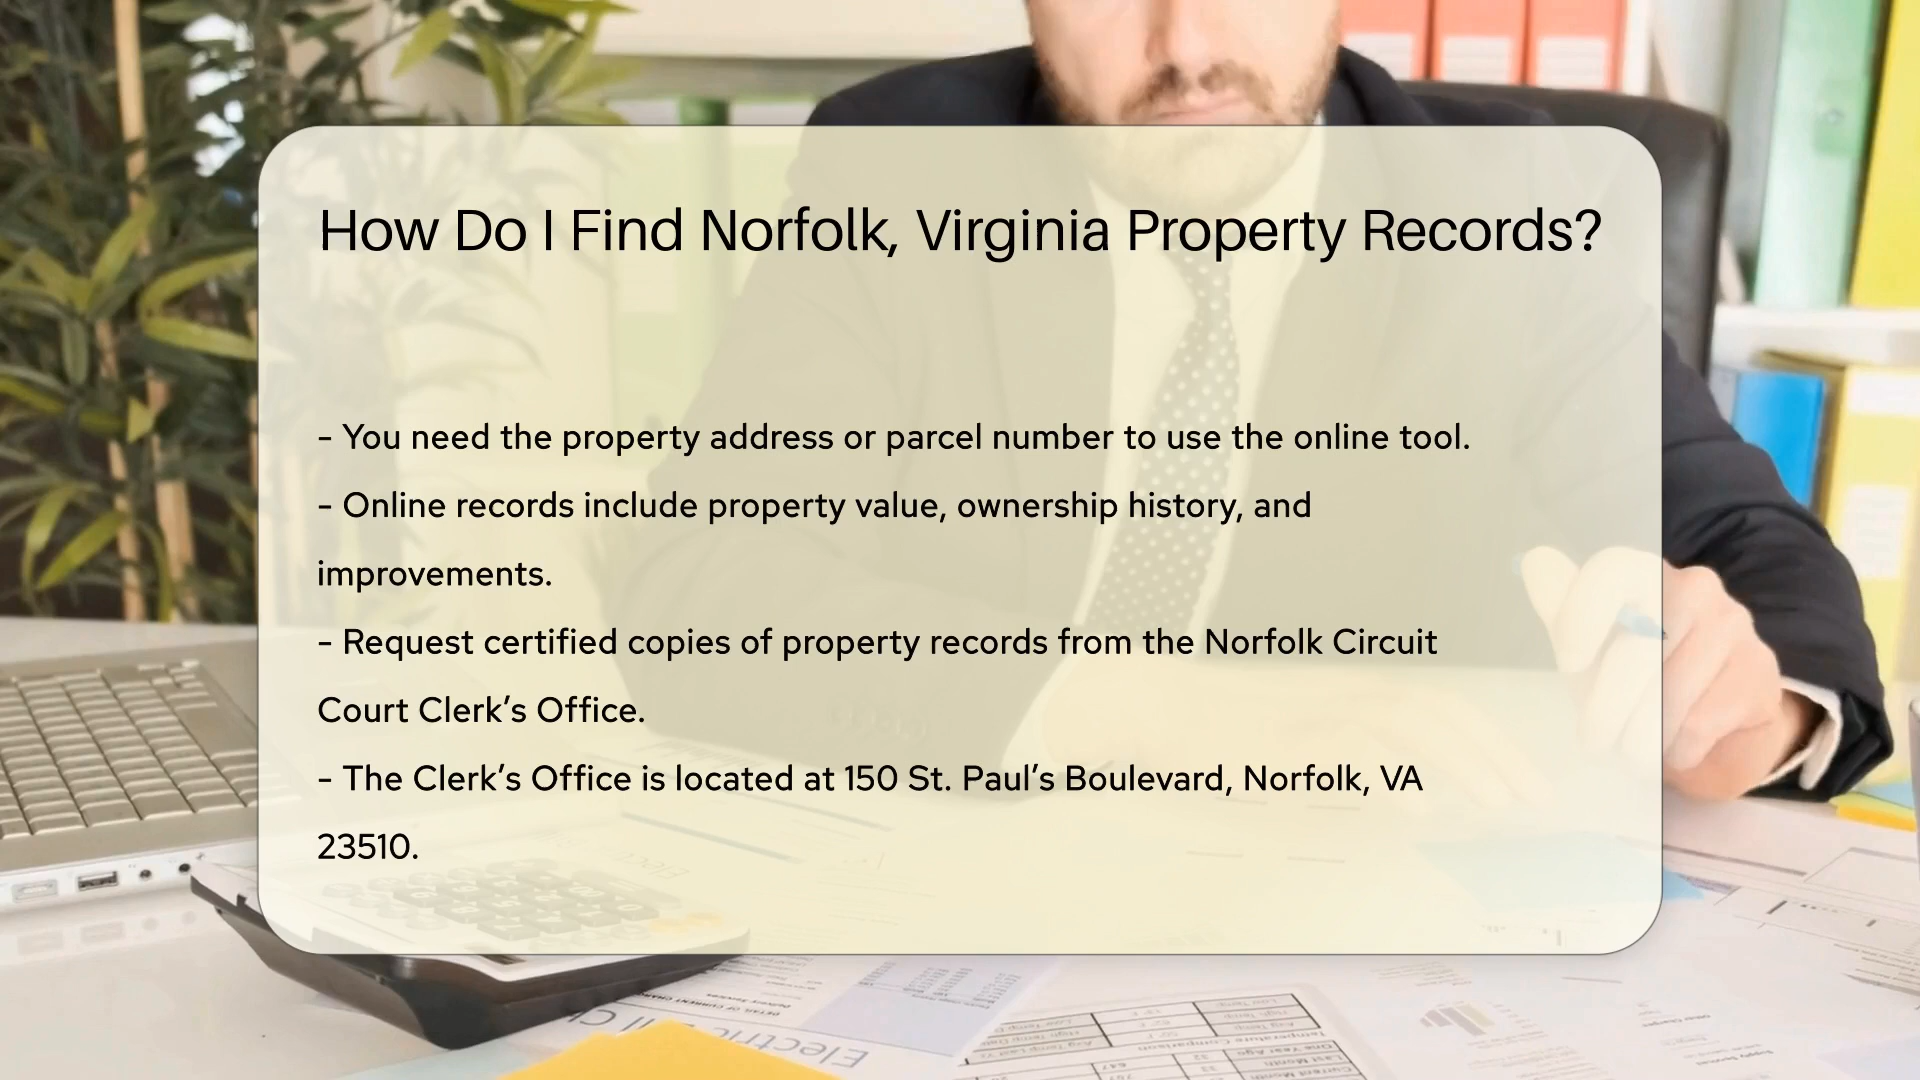 How Do I Find Norfolk, Virginia Property Records?
– You need the property address or parcel number to use the online tool.
– Online records include property value, ownership history, and
improvements.
– Request certified copies of property records from the Norfolk Circuit
Court Clerk’s Office.
– The Clerk’s Office is located at 150 St. Paul’s Boulevard, Norfolk, VA
23510.